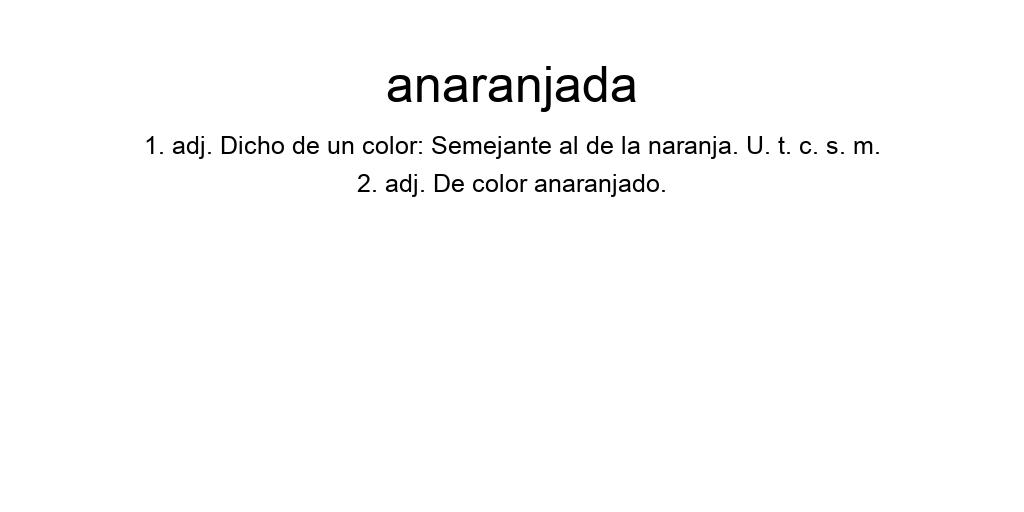 anaranjada
1. adj. Dicho de un color: Semejante al de la naranja. U. t. c. s. m.
2. adj. De color anaranjado.